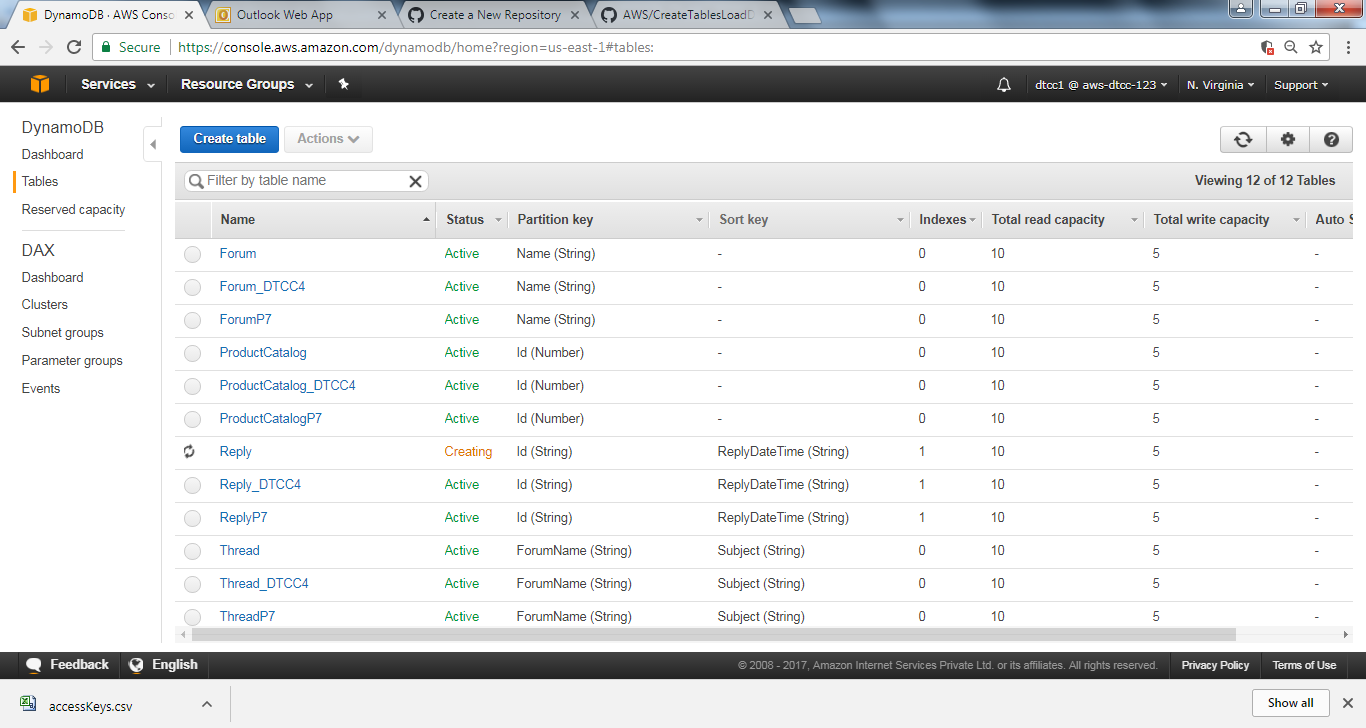 DynamoDB · AWS Conso
Outlook Web App
Create a New Repository
AWS/CreateTablesLoadD
Secure
https://console.aws.amazon.com/dynamodb/home?region=us-east-1#tables:
Services
Resource Groups
dtcc1 @ aws-dtcc-123
N. Virginia
Support
DynamoDB
Dashboard
Tables
Reserved capacity
DAX
Dashboard
Clusters
Subnet groups
Parameter groups
Events
Create table
Actions
Filter by table name
Viewing 12 of 12 Tables
Name Status Partition key Sort key Indexes Total read capacity Total write capacity Auto S
Forum Active Name (String) - 0 10 5 -
Forum_DTCC4 Active Name (String) - 0 10 5 -
ForumP7 Active Name (String) - 0 10 5 -
ProductCatalog Active Id (Number) - 0 10 5 -
ProductCatalog_DTCC4 Active Id (Number) - 0 10 5 -
ProductCatalogP7 Active Id (Number) - 0 10 5 -
Reply Creating Id (String) ReplyDateTime (String) 1 10 5 -
Reply_DTCC4 Active Id (String) ReplyDateTime (String) 1 10 5 -
ReplyP7 Active Id (String) ReplyDateTime (String) 1 10 5 -
Thread Active ForumName (String) Subject (String) 0 10 5 -
Thread_DTCC4 Active ForumName (String) Subject (String) 0 10 5 -
ThreadP7 Active ForumName (String) Subject (String) 0 10 5 -
Feedback
English
© 2008 - 2017, Amazon Internet Services Private Ltd. or its affiliates. All rights reserved.
Privacy Policy
Terms of Use
accessKeys.csv
Show all